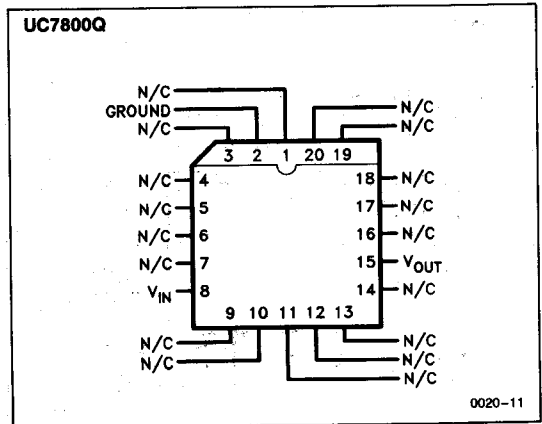 UC7800Q
N/C
GROUND
N/C
N/C
N/C
3 2 1 20 19
N/C 4
18 N/C
N/C 5
17 N/C
N/C 6
16 N/C
N/C 7
15 VOUT
VIN 8
14 N/C
9 10 11 12 13
N/C
N/C
N/C
N/C
N/C
0020-11